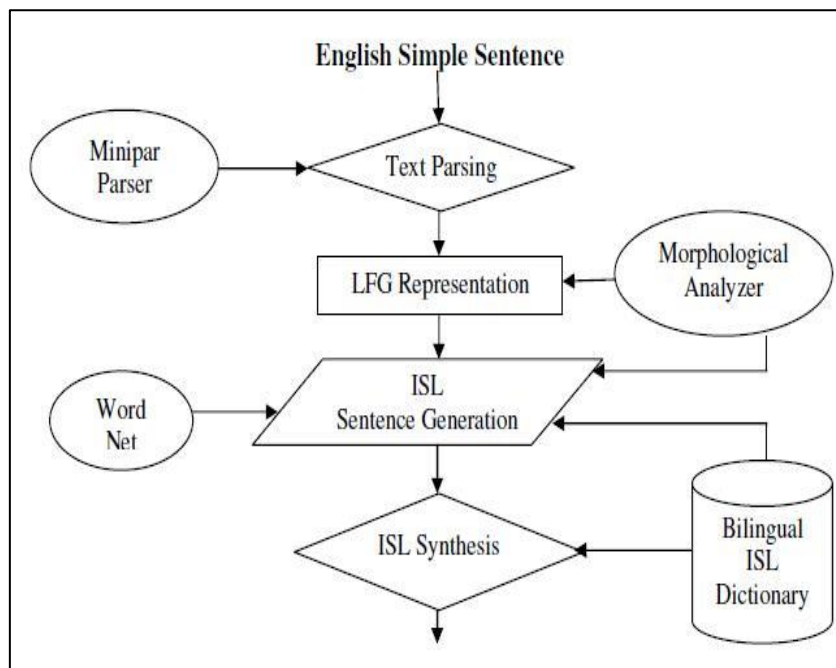 English Simple Sentence
Minipar
Parser
Text Parsing
LFG Representation
Morphological
Analyzer
ISL
Sentence Generation
Word
Net
ISL Synthesis
Bilingual
ISL
Dictionary